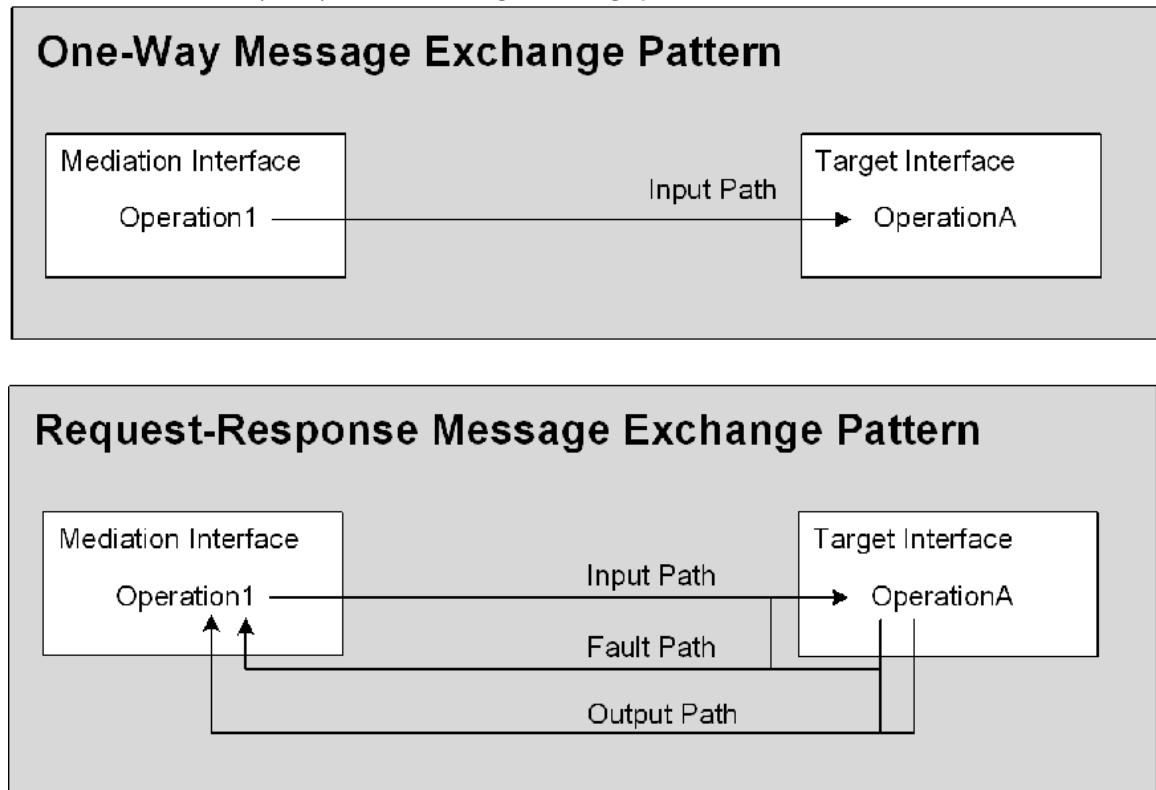 One-Way Message Exchange Pattern
Mediation Interface
Operation1
Input Path
Target Interface
OperationA
Request-Response Message Exchange Pattern
Mediation Interface
Operation1
Input Path
Fault Path
Output Path
Target Interface
OperationA